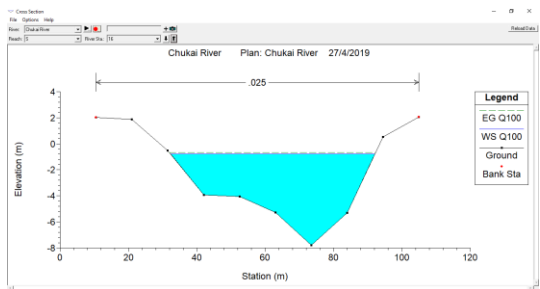 Cross Section
File Options Help
River: Chukai River
Reload Data
Reach: 0 River Sta.: 16
Chukai River Plan: Chukai River 27/4/2019
.025
Legend
EG Q100
WS Q100
Ground
Bank Sta
Elevation (m)
4
2
0
-2
-4
-6
-8
0 20 40 60 80 100 120
Station (m)